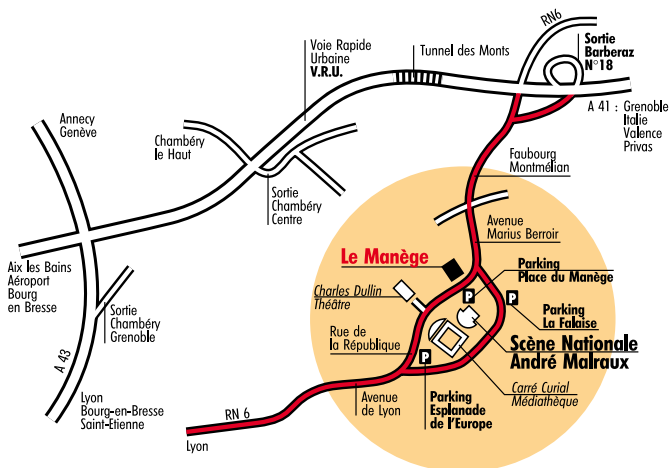 RN6
Sortie
Barberaz
N°18
Voie Rapide
Urbaine
V.R.U.
Tunnel des Monts
A 41 : Grenoble
Italie
Valence
Privas
Annecy
Genève
Chambéry
le Haut
Faubourg
Montmélian
Sortie
Chambéry
Centre
Avenue
Marius Berroir
Le Manège
Aix les Bains
Aéroport
Bourg
en Bresse
Parking
Place du Manège
Charles Dullin
Théâtre
P
P
Parking
La Falaise
Sortie
Chambéry
Grenoble
Rue de
la République
Scène Nationale
André Malraux
P
A 43
Carré Curial
Médiathèque
Lyon
Bourg-en-Bresse
Saint-Etienne
RN 6
Avenue
de Lyon
Parking
Esplanade
de l'Europe
Lyon